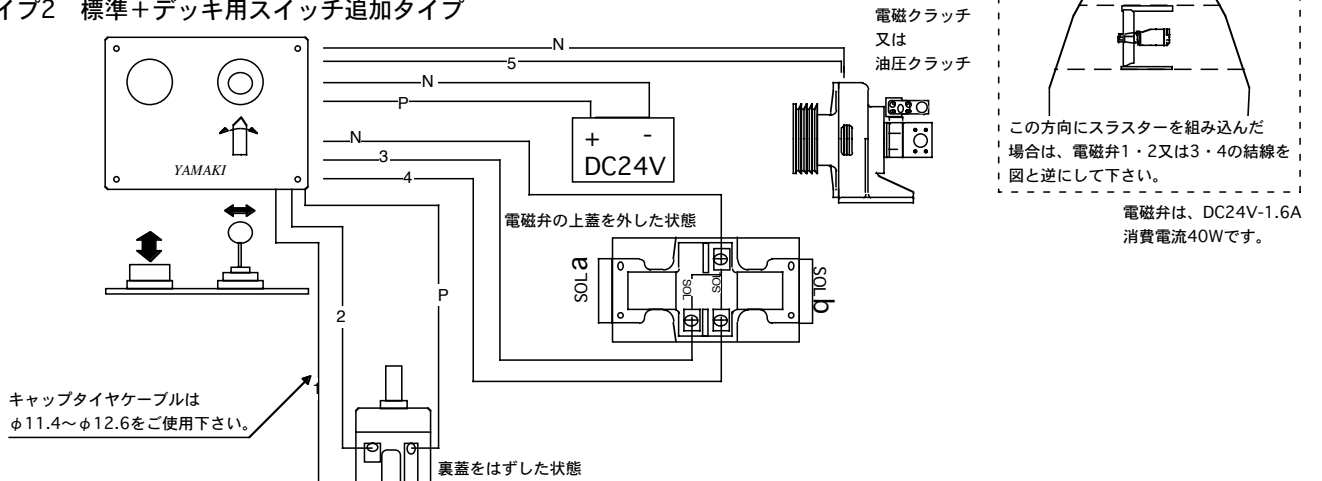 イプ2 標準＋デッキ用スイッチ追加タイプ
電磁クラッチ
又は
油圧クラッチ
N
5
N
P
+ -
DC24V
N
3
4
YAMAKI
この方向にスラスターを組み込んだ
場合は、電磁弁1・2又は3・4の結線を
図と逆にして下さい。
電磁弁は、DC24V-1.6A
消費電流40Wです。
電磁弁の上蓋を外した状態
SOLa
SOL
SOL
SOLb
P
2
1
キャップタイヤケーブルは
φ11.4～φ12.6をご使用下さい。
裏蓋をはずした状態